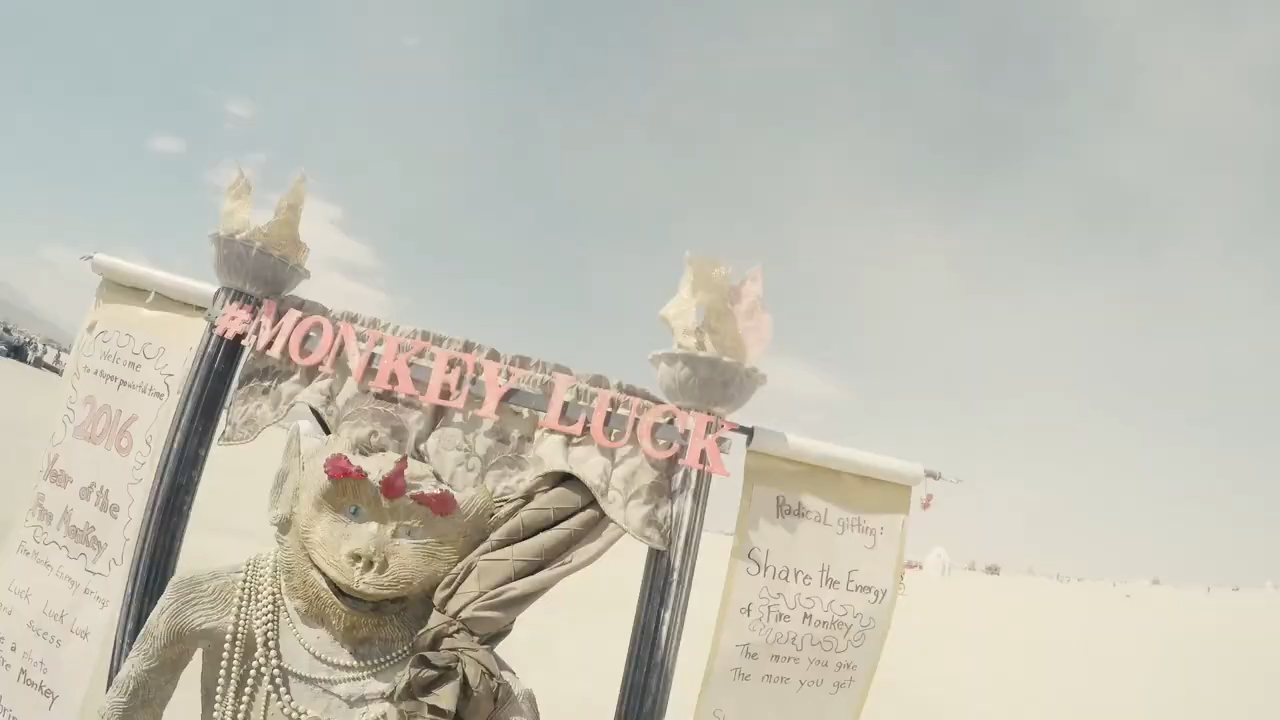 #MONKEY LUCK
Welcome
to a super powerful time
2016
Year of the
Fire Monkey
Fire Monkey Energy brings
Luck Luck Luck
and sucess
a photo
Fire Monkey
Radical gifting:
Share the Energy
of Fire Monkey
The more you give
The more you get